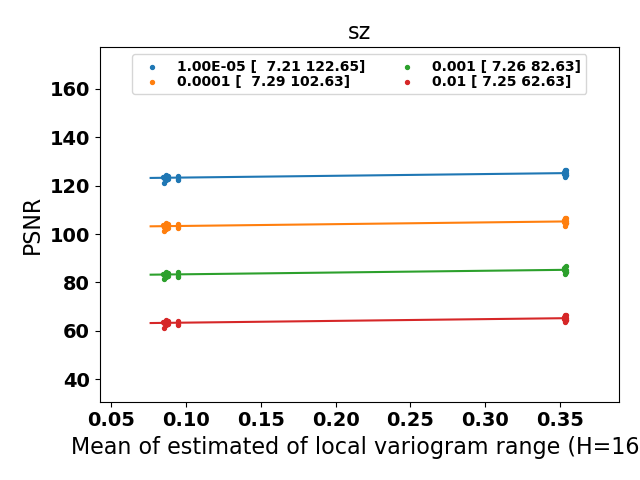 sz
1.00E-05 [  7.21 122.65]
0.0001 [  7.29 102.63]
0.001 [ 7.26 82.63]
0.01 [ 7.25 62.63]
PSNR
160
140
120
100
80
60
40
0.05 0.10 0.15 0.20 0.25 0.30 0.35
Mean of estimated of local variogram range (H=16